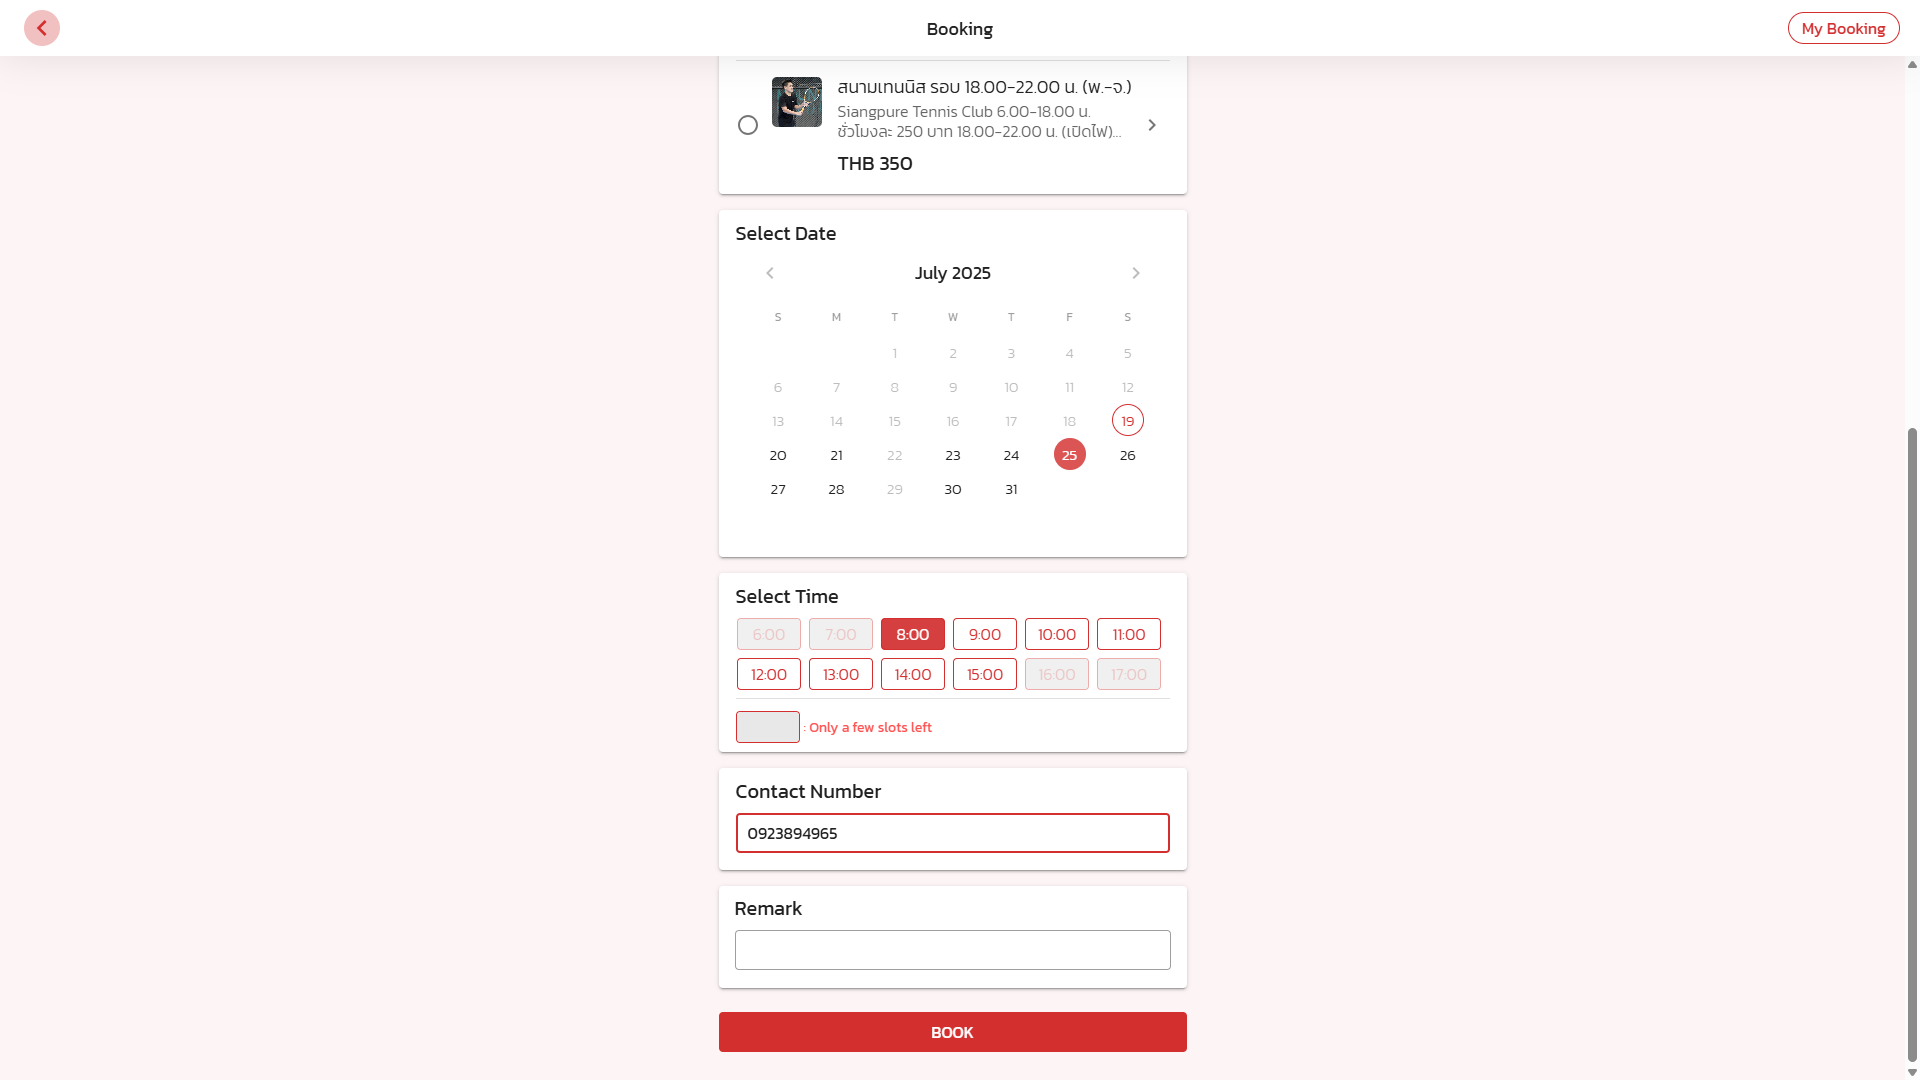 Booking
My Booking
สนามเทนนิส รอบ 18.00-22.00 น. (พ.-จ.)
Siangpure Tennis Club 6.00-18.00 น.
ชั่วโมงละ 250 บาท 18.00-22.00 น. (เปิดไฟ)...
THB 350
Select Date
July 2025
S M T W T F S
1 2 3 4 5
6 7 8 9 10 11 12
13 14 15 16 17 18 19
20 21 22 23 24 25 26
27 28 29 30 31
Select Time
6:00 7:00 8:00 9:00 10:00 11:00
12:00 13:00 14:00 15:00 16:00 17:00
: Only a few slots left
Contact Number
0923894965
Remark
BOOK